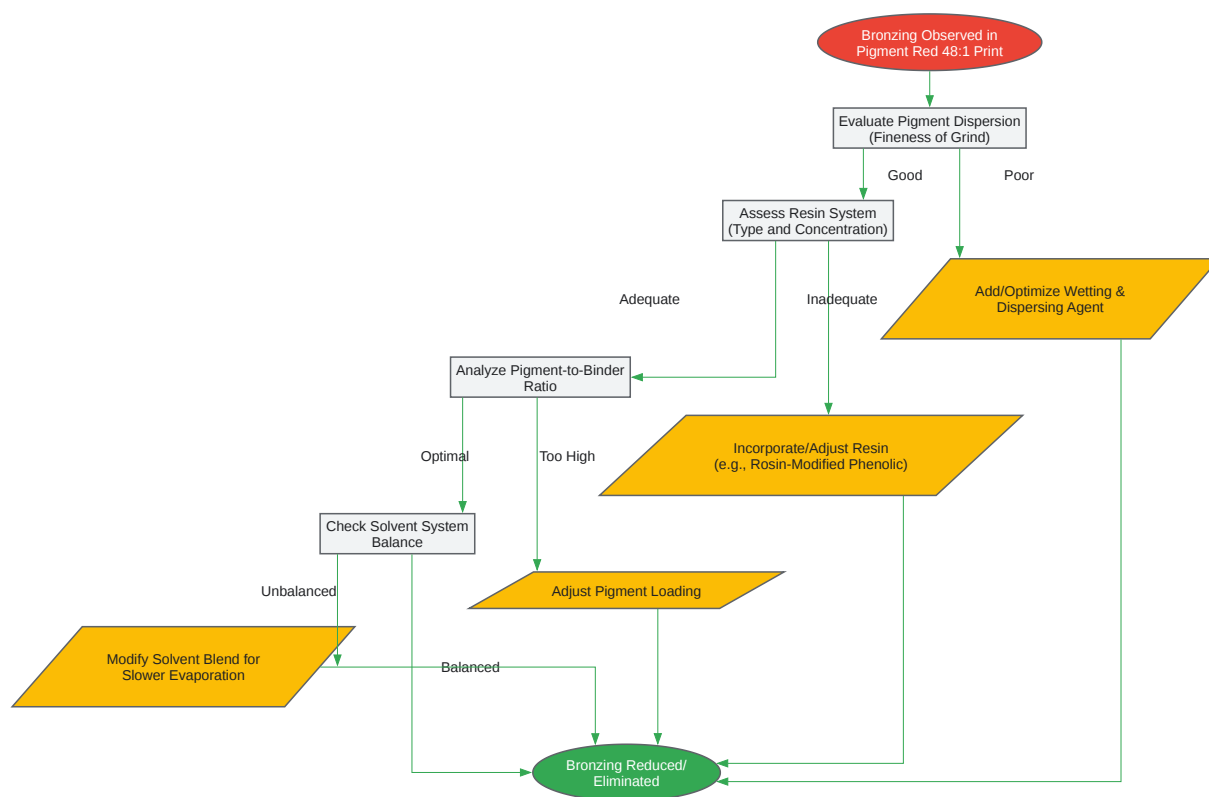 Bronzing Observed in
Pigment Red 48:1 Print
Evaluate Pigment Dispersion
(Fineness of Grind)
Good
Poor
Assess Resin System
(Type and Concentration)
Adequate
Inadequate
Add/Optimize Wetting &
Dispersing Agent
Analyze Pigment-to-Binder
Ratio
Optimal
Too High
Incorporate/Adjust Resin
(e.g., Rosin-Modified Phenolic)
Check Solvent System
Balance
Unbalanced
Adjust Pigment Loading
Modify Solvent Blend for
Slower Evaporation
Balanced
Bronzing Reduced/
Eliminated